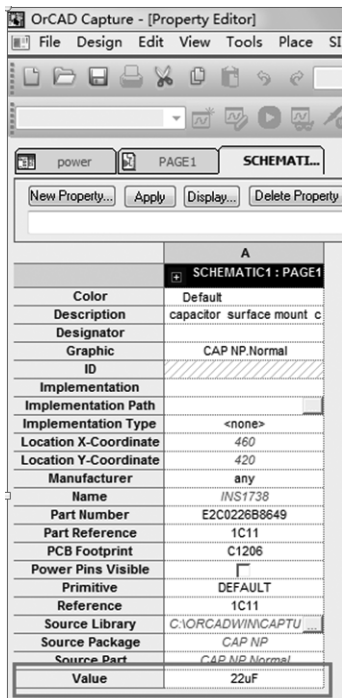 OrCAD Capture - [Property Editor]
File Design Edit View Tools Place SI
power PAGE1 SCHEMATI...
New Property... Apply Display... Delete Property
A
SCHEMATIC1 : PAGE1
Color Default
Description capacitor surface mount c
Designator
Graphic CAP NP.Normal
ID
Implementation
Implementation Path
Implementation Type <none>
Location X-Coordinate 460
Location Y-Coordinate 420
Manufacturer any
Name INS1738
Part Number E2C0226B8649
Part Reference 1C11
PCB Footprint C1206
Power Pins Visible
Primitive DEFAULT
Reference 1C11
Source Library C:\ORCADWIN\CAPTU ...
Source Package CAP NP
Source Part CAP NP.Normal
Value 22uF